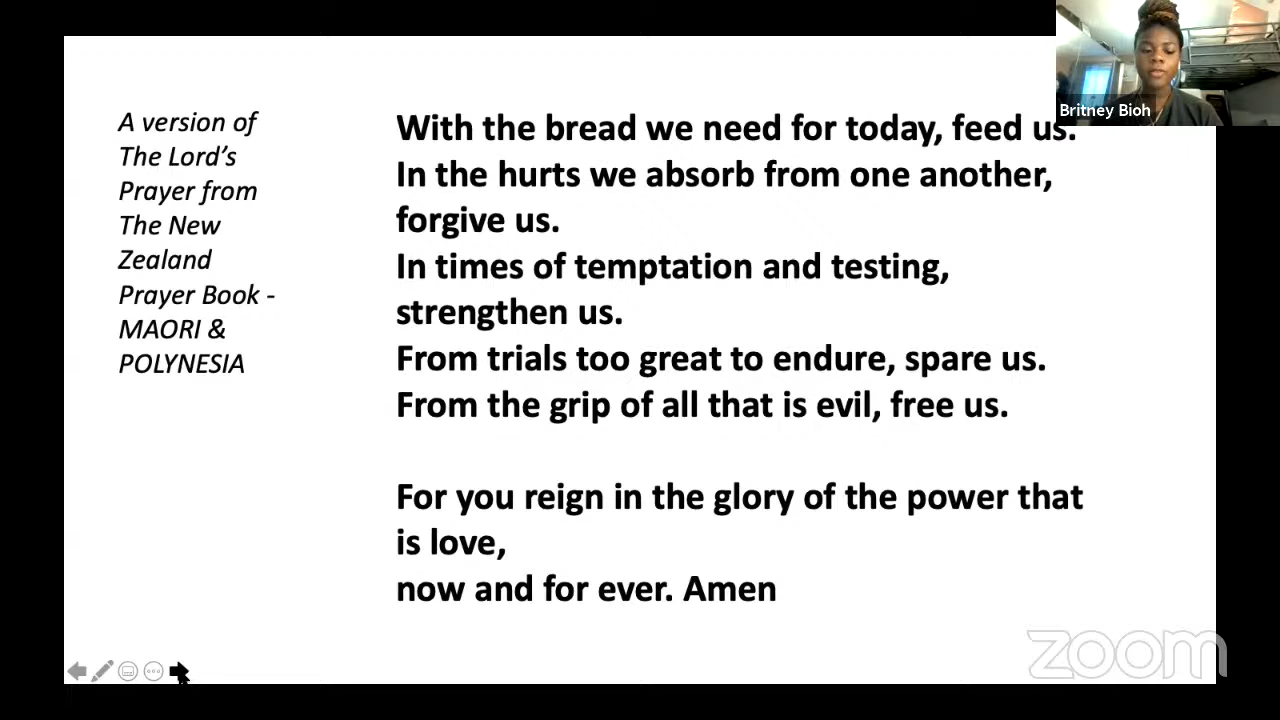 A version of
The Lord’s
Prayer from
The New
Zealand
Prayer Book -
MAORI &
POLYNESIA
With the bread we need for today, feed us.
In the hurts we absorb from one another,
forgive us.
In times of temptation and testing,
strengthen us.
From trials too great to endure, spare us.
From the grip of all that is evil, free us.
For you reign in the glory of the power that
is love,
now and for ever. Amen
Britney Bioh
zoom